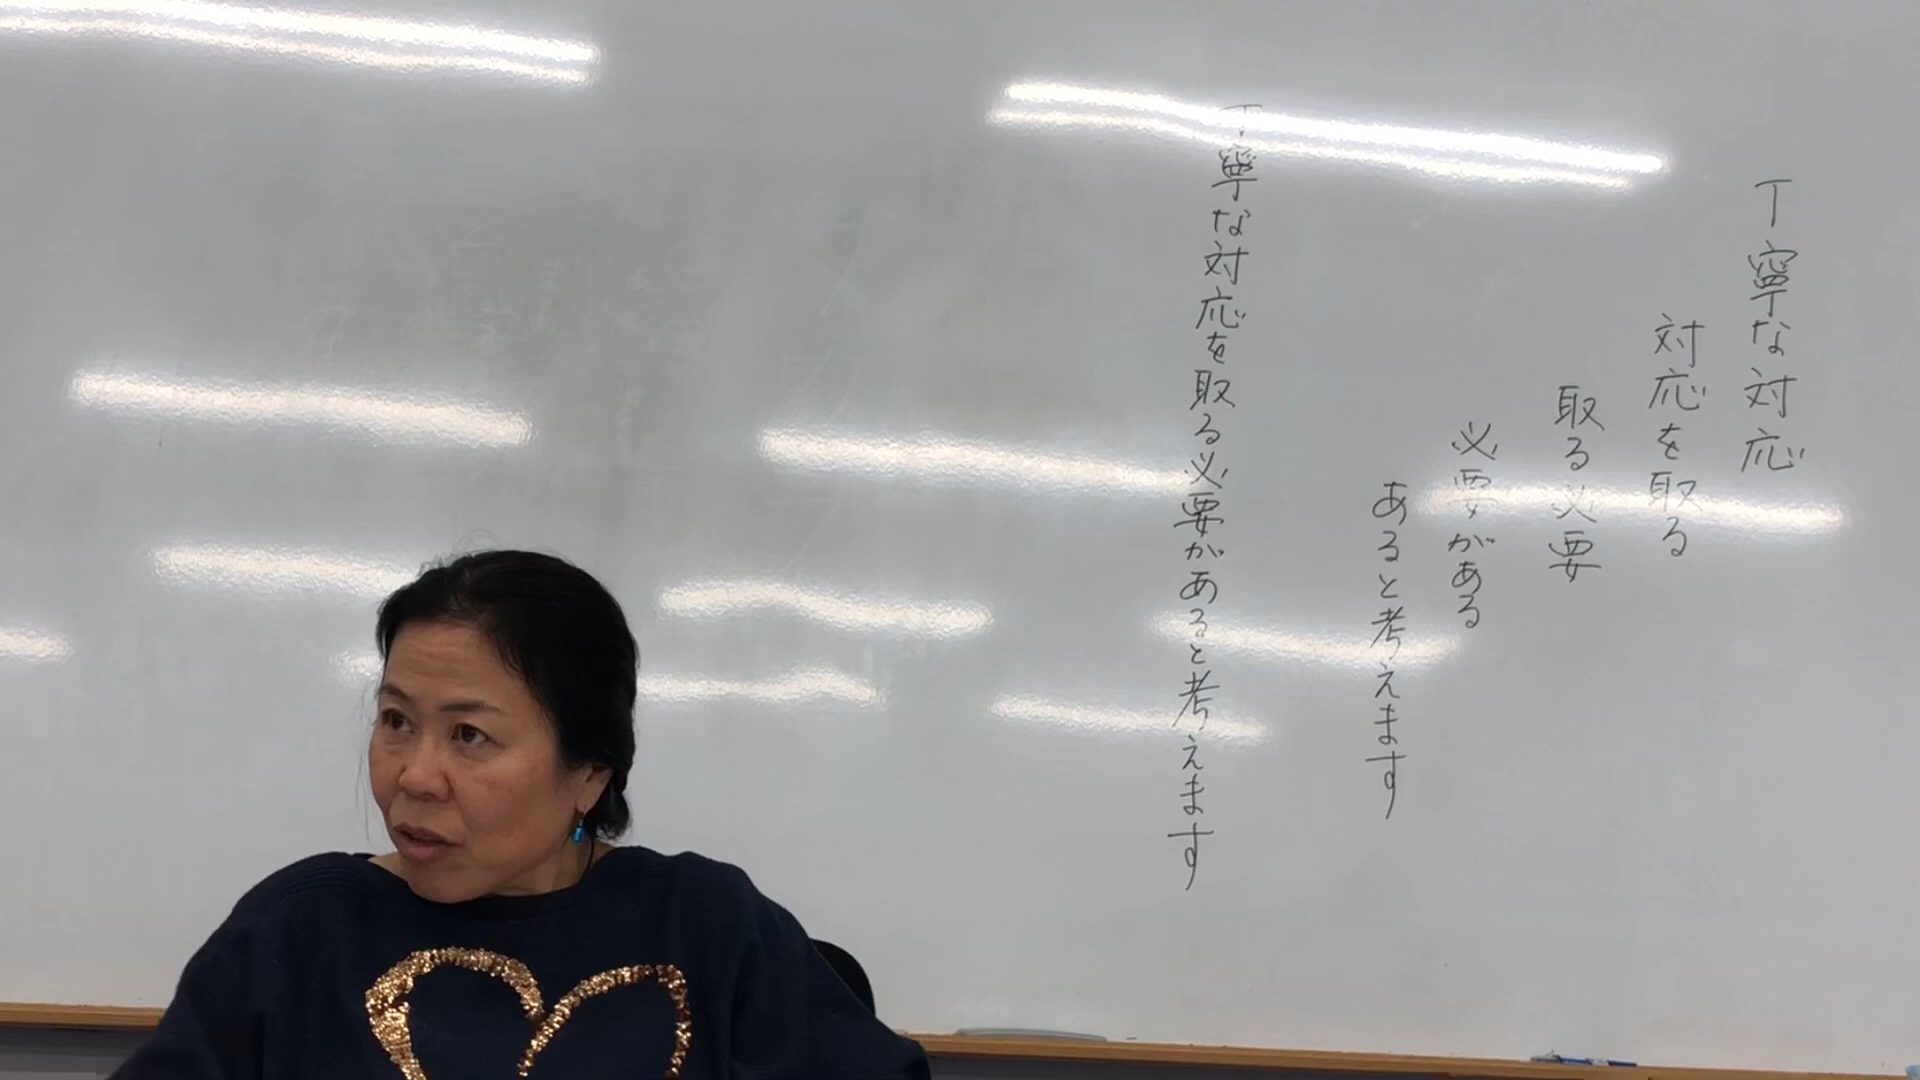 丁寧な対応
対応を取る
取る必要
必要がある
あると考えます
丁寧な対応を取る必要があると考えます